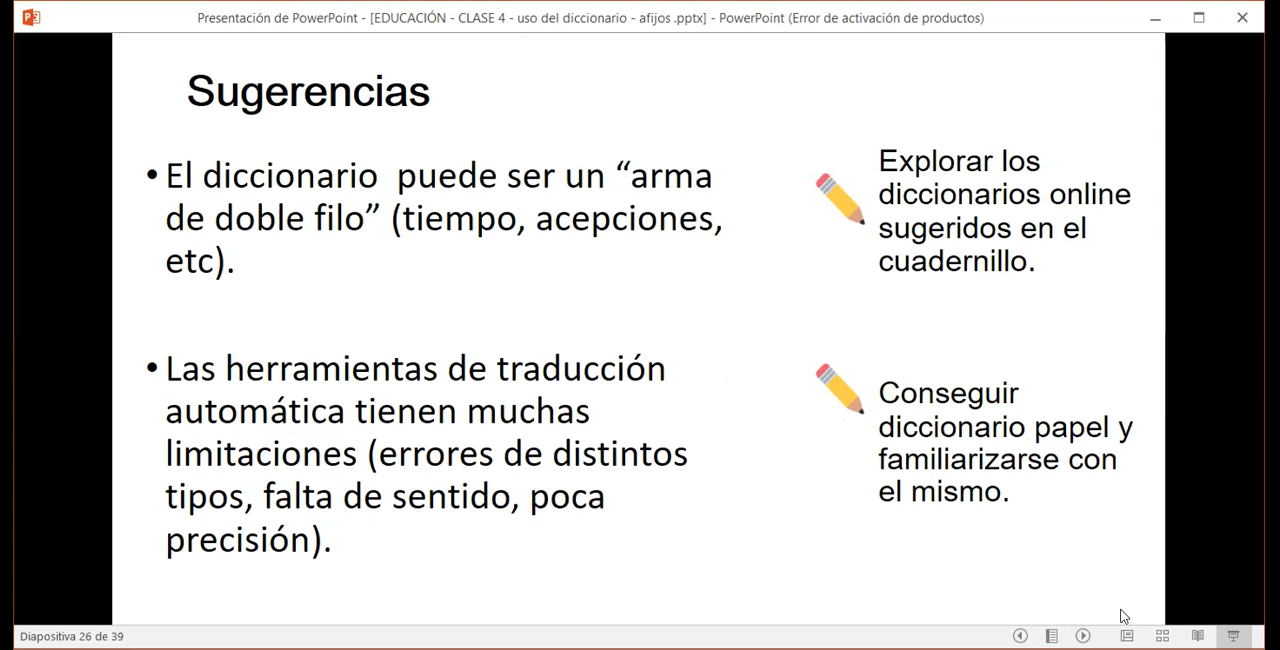 Presentación de PowerPoint - [EDUCACIÓN - CLASE 4 - uso del diccionario - afijos .pptx] - PowerPoint (Error de activación de productos)
Sugerencias
• El diccionario puede ser un “arma
de doble filo” (tiempo, acepciones,
etc).
• Las herramientas de traducción
automática tienen muchas
limitaciones (errores de distintos
tipos, falta de sentido, poca
precisión).
Explorar los
diccionarios online
sugeridos en el
cuadernillo.
Conseguir
diccionario papel y
familiarizarse con
el mismo.
Diapositiva 26 de 39